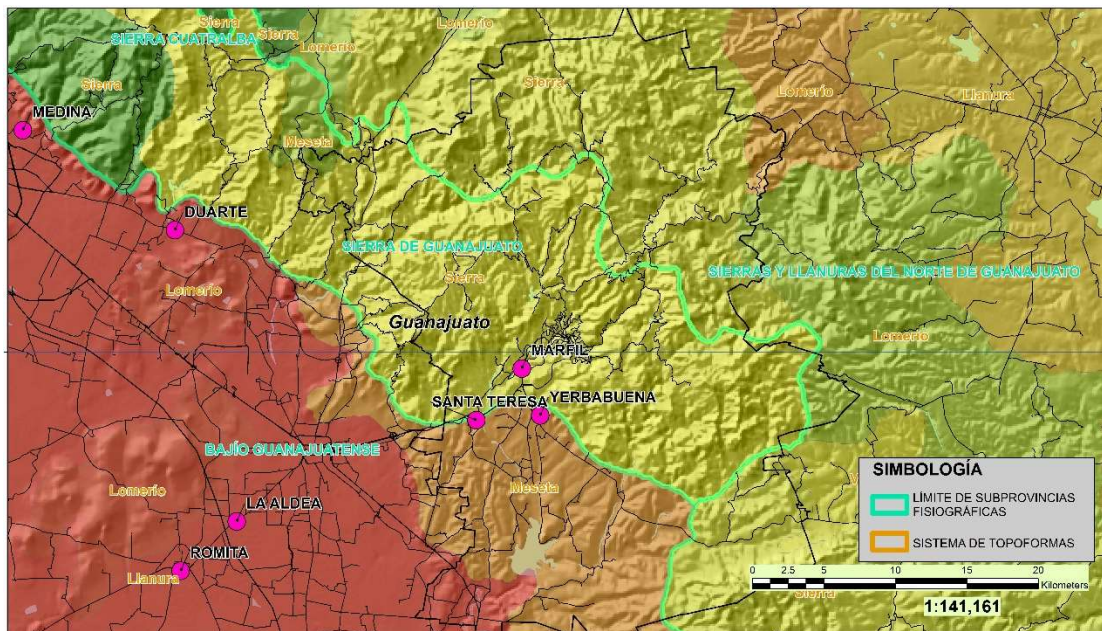 Sierra
Lomerío
SIERRA CUATRALBA
Sierra
Lomerío
Sierra
Sierra
Lomerío
Llanura
MEDINA
Meseta
DUARTE
SIERRA DE GUANAJUATO
SIERRAS Y LLANURAS DEL NORTE DE GUANAJUATO
Sierra
Lomerío
Guanajuato
Lomerío
MARFIL
SANTA TERESA
YERBABUENA
BAJÍO GUANAJUATENSE
Lomerío
Meseta
LA ALDEA
ROMITA
Llanura
SIMBOLOGÍA
LÍMITE DE SUBPROVINCIAS
FISIOGRÁFICAS
SISTEMA DE TOPOFORMAS
0 2.5 5 10 15 20
Kilometers
Sierra
1:141,161